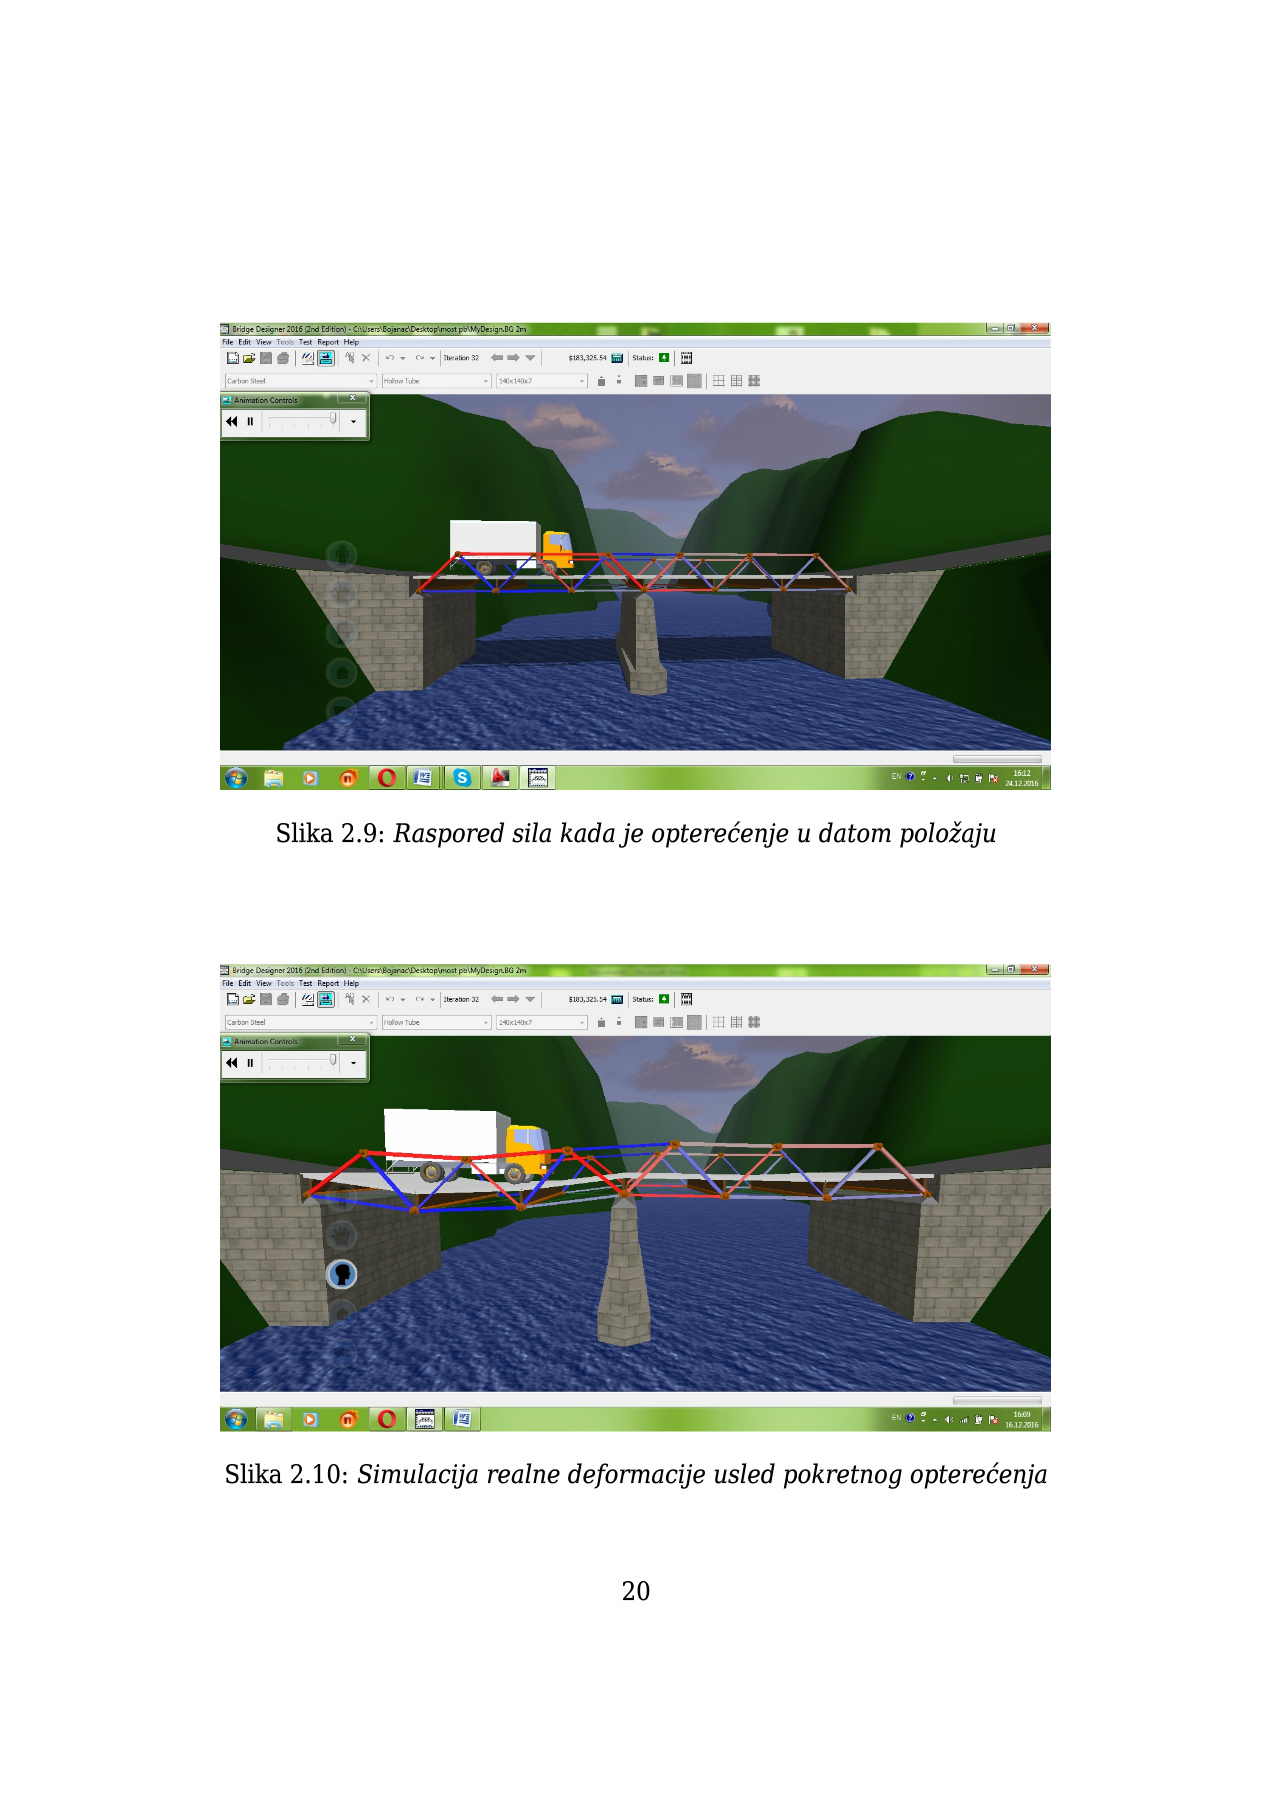 Bridge Designer 2016 (2nd Edition) - C:\Users\Bojanac\Desktop\most pb\MyDesign.BG 2m
File Edit View Tools Test Report Help
Iteration 32 $183,325.54 Status:
Carbon Steel Hollow Tube 140x140x7
Animation Controls
EN 16:12
24.12.2016
Slika 2.9: Raspored sila kada je opterećenje u datom položaju
Bridge Designer 2016 (2nd Edition) - C:\Users\Bojanac\Desktop\most pb\MyDesign.BG 2m
File Edit View Tools Test Report Help
Iteration 32 $183,325.54 Status:
Carbon Steel Hollow Tube 140x140x7
Animation Controls
EN 16:09
16.12.2016
Slika 2.10: Simulacija realne deformacije usled pokretnog opterećenja
20